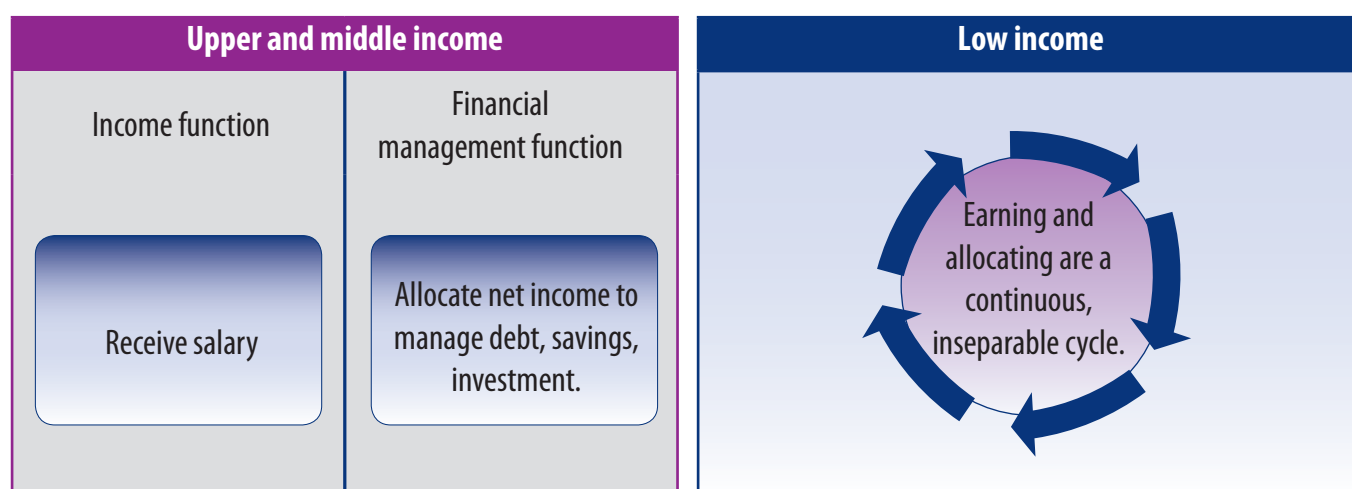 Upper and middle income
Income function
Financial
management function
Receive salary
Allocate net income to
manage debt, savings,
investment.
Low income
Earning and
allocating are a
continuous,
inseparable cycle.